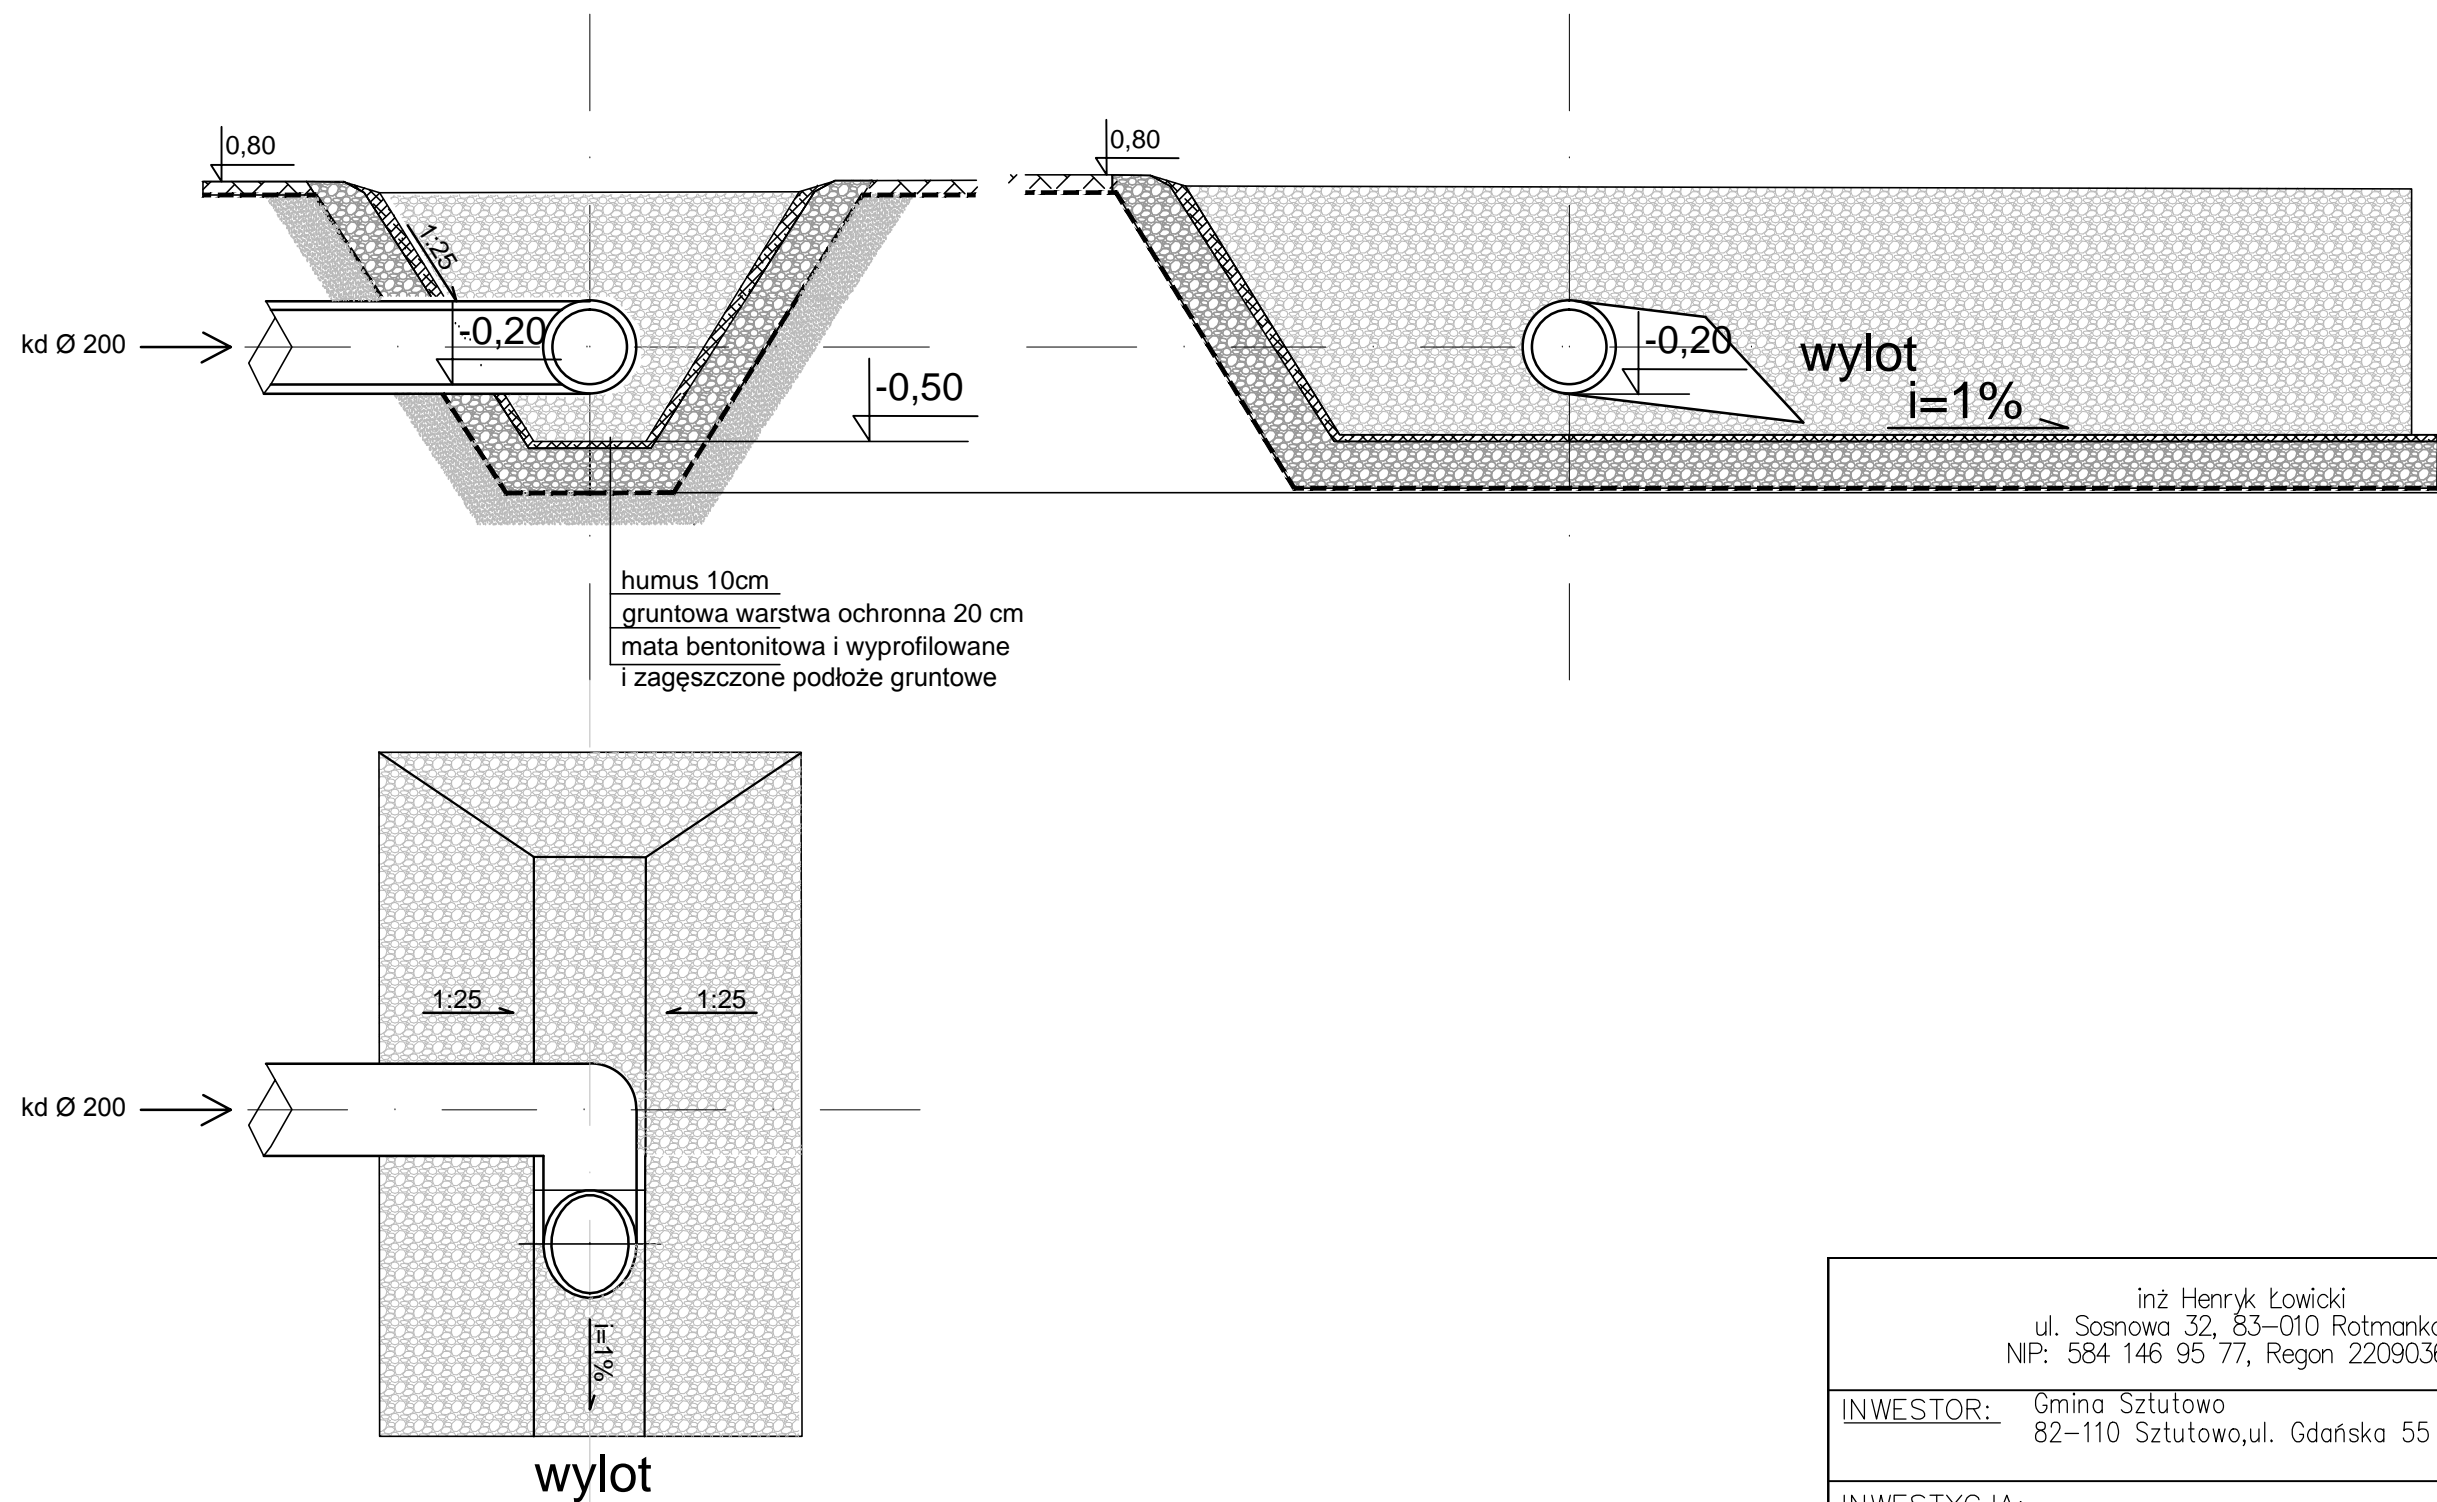 0,80
0,80
1:25
kd Ø 200
-0,20
-0,50
-0,20
wylot
i=1%
humus 10cm
gruntowa warstwa ochronna 20 cm
mata bentonitowa i wyprofilowane
i zagęszczone podłoże gruntowe
1:25
1:25
kd Ø 200
i=1%
wylot
inż Henryk Łowicki
ul. Sosnowa 32, 83-010
NIP: 584 146 95 77, Regon
INWESTOR:
Gmina Sztutowo
82-110 Sztutowo,ul. Gdańska 55